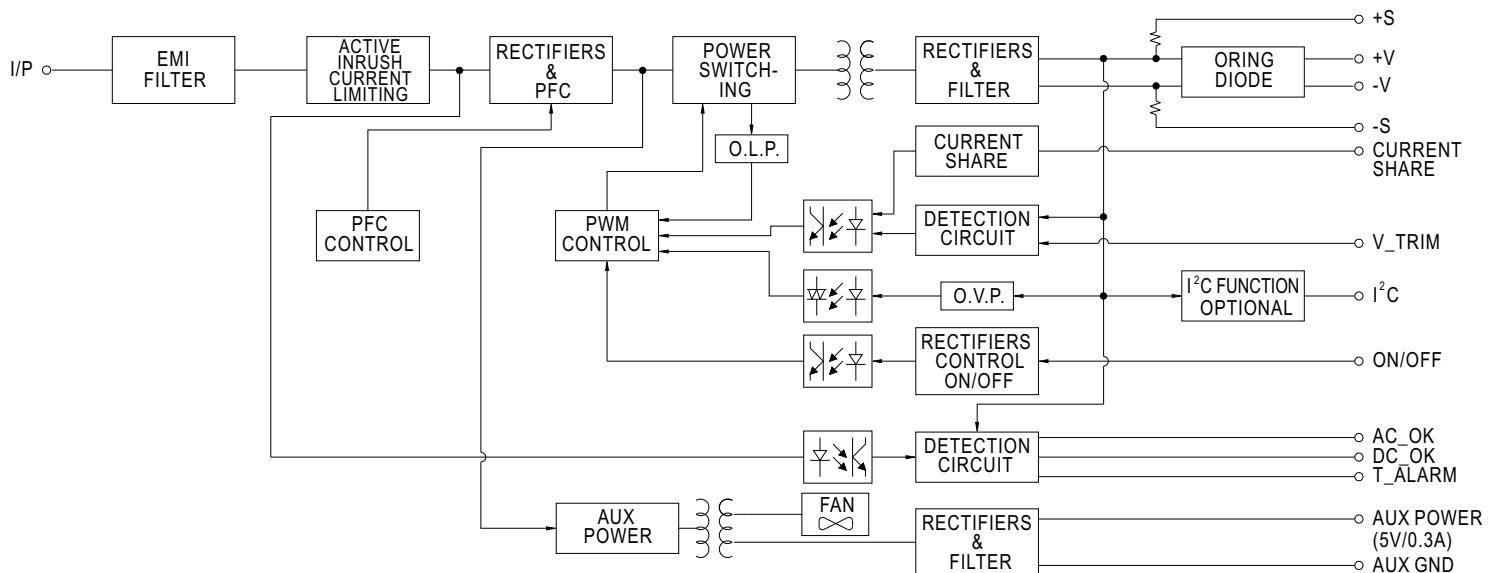 I/P
EMI
FILTER
ACTIVE
INRUSH
CURRENT
LIMITING
RECTIFIERS
&
PFC
POWER
SWITCH-
ING
RECTIFIERS
&
FILTER
ORING
DIODE
+S
+V
-V
-S
O.L.P.
CURRENT
SHARE
CURRENT
SHARE
PFC
CONTROL
PWM
CONTROL
DETECTION
CIRCUIT
V_TRIM
O.V.P.
I²C FUNCTION
OPTIONAL
I²C
RECTIFIERS
CONTROL
ON/OFF
ON/OFF
DETECTION
CIRCUIT
AC_OK
DC_OK
T_ALARM
AUX
POWER
FAN
RECTIFIERS
&
FILTER
AUX POWER
(5V/0.3A)
AUX GND